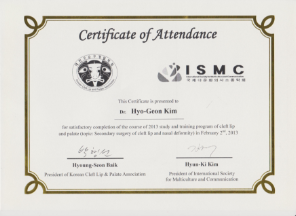 Certificate of Attendance
ISMC
This Certificate is presented to
To: Hyo-Geon Kim
for satisfactory completion of the course of 2013 study and training program of cleft lip
and palate (topic: Secondary surgery of cleft lip and nasal deformity) in February 2nd, 2013
Hyoung-Seon Baik
Hyun-Ki Kim
President of Korean Cleft Lip & Palate Association
President of International Society
for Multiculture and Communication